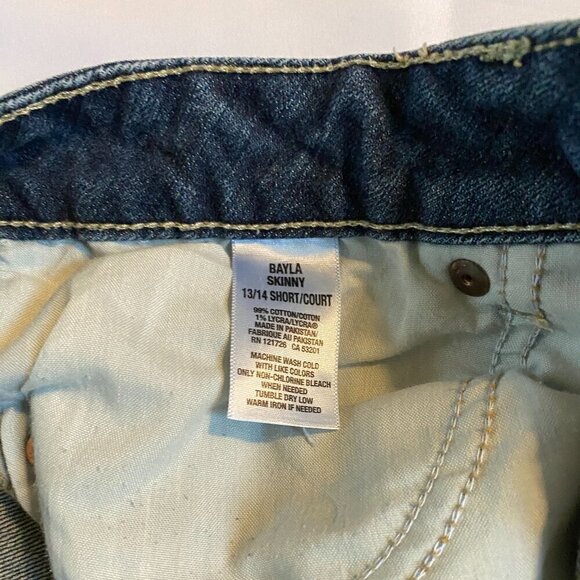 BAYLA
SKINNY
13/14 SHORT/COURT
99% COTTON/COTON
1% LYCRA/LYCRA®
MADE IN PAKISTAN/
FABRIQUE AU PAKISTAN
RN 121726 CA 53201
MACHINE WASH COLD
WITH LIKE COLORS
ONLY NON-CHLORINE BLEACH
WHEN NEEDED
TUMBLE DRY LOW
WARM IRON IF NEEDED